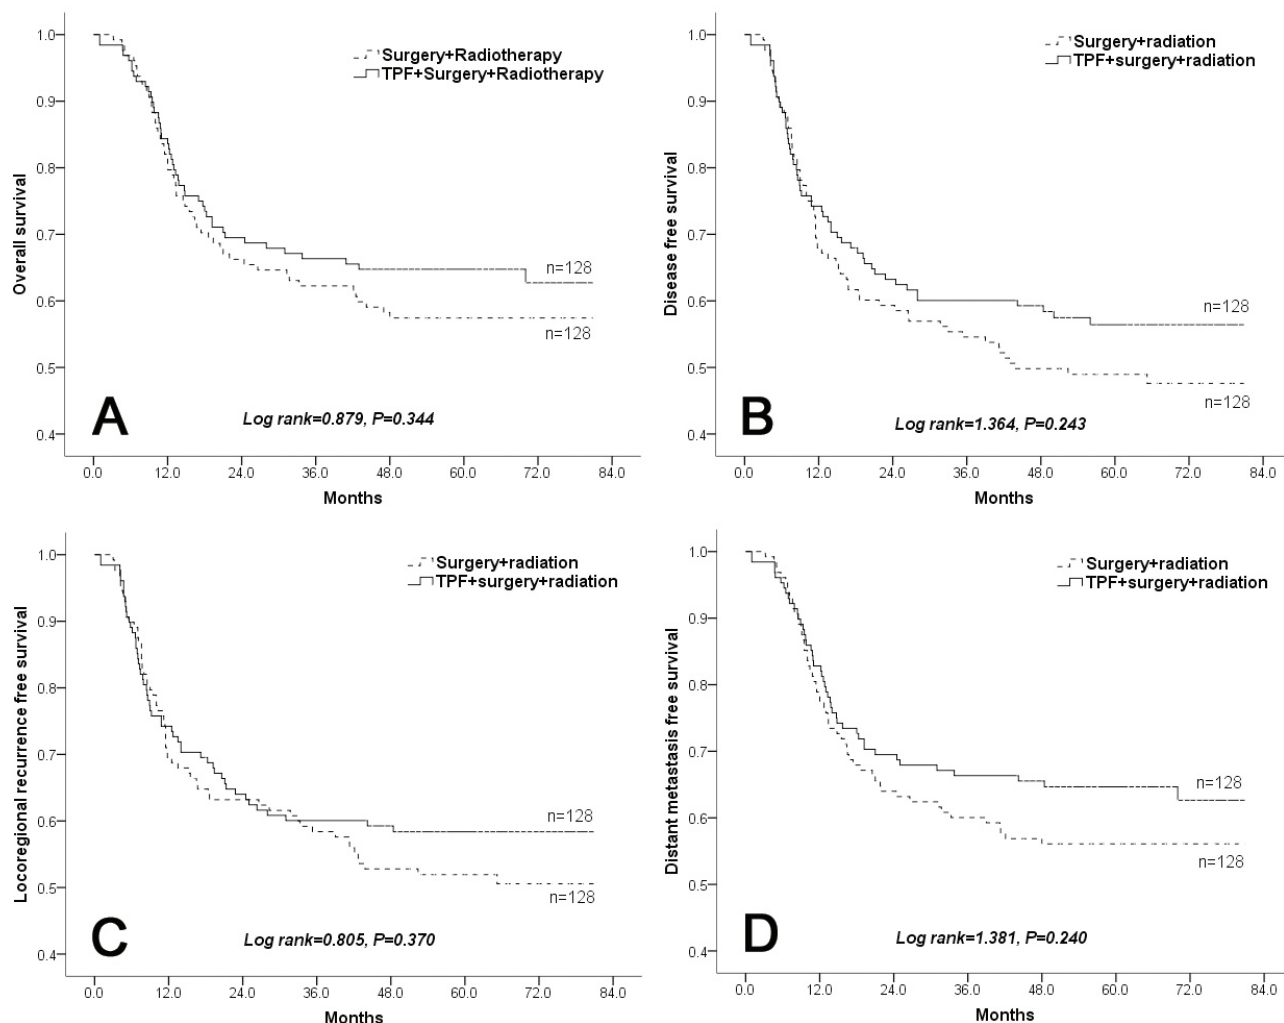 Surgery+Radiotherapy
TPF+Surgery+Radiotherapy
Overall survival
1.0
0.9
0.8
0.7
0.6
0.5
0.4
n=128
n=128
A
Log rank=0.879, P=0.344
0.0 12.0 24.0 36.0 48.0 60.0 72.0 84.0
Months
Surgery+radiation
TPF+surgery+radiation
Disease free survival
1.0
0.9
0.8
0.7
0.6
0.5
0.4
n=128
n=128
B
Log rank=1.364, P=0.243
0.0 12.0 24.0 36.0 48.0 60.0 72.0 84.0
Months
Surgery+radiation
TPF+surgery+radiation
Locoregional recurrence free survival
1.0
0.9
0.8
0.7
0.6
0.5
0.4
n=128
n=128
C
Log rank=0.805, P=0.370
0.0 12.0 24.0 36.0 48.0 60.0 72.0 84.0
Months
Surgery+radiation
TPF+surgery+radiation
Distant metastasis free survival
1.0
0.9
0.8
0.7
0.6
0.5
0.4
n=128
n=128
D
Log rank=1.381, P=0.240
0.0 12.0 24.0 36.0 48.0 60.0 72.0 84.0
Months